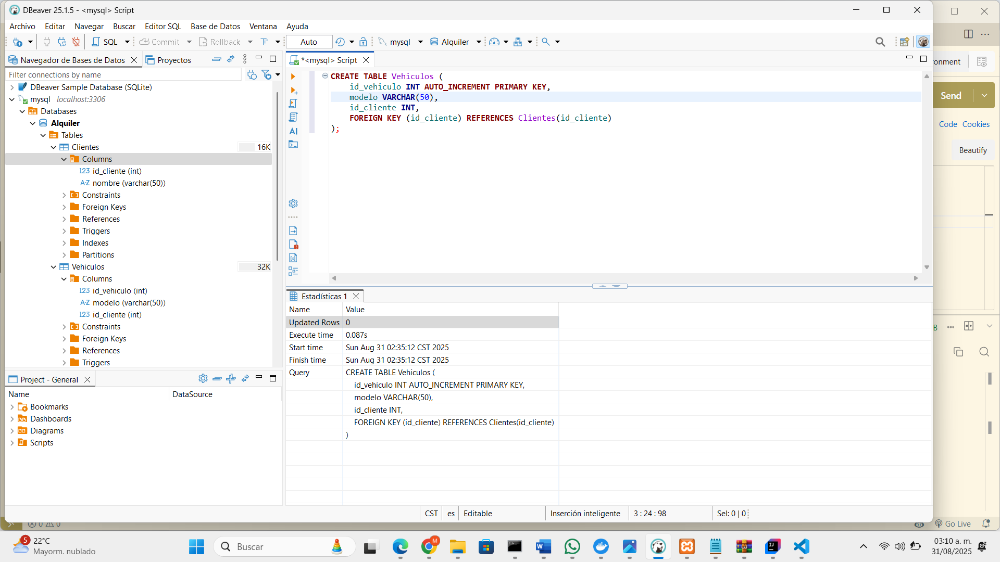 DBeaver 25.1.5 - <mysql> Script
Archivo Editar Navegar Buscar Editor SQL Base de Datos Ventana Ayuda
SQL Commit Rollback Auto mysql Alquiler
Navegador de Bases de Datos Proyectos
Filter connections by name
DBeaver Sample Database (SQLite)
mysql localhost:3306
Databases
Alquiler
Tables
Clientes 16K
Columns
123 id_cliente (int)
A-Z nombre (varchar(50))
Constraints
Foreign Keys
References
Triggers
Indexes
Partitions
Vehiculos 32K
Columns
123 id_vehiculo (int)
A-Z modelo (varchar(50))
123 id_cliente (int)
Constraints
Foreign Keys
References
Triggers
Project - General
Name DataSource
Bookmarks
Dashboards
Diagrams
Scripts
*<mysql> Script
AI
CREATE TABLE Vehiculos (
id_vehiculo INT AUTO_INCREMENT PRIMARY KEY,
modelo VARCHAR(50),
id_cliente INT,
FOREIGN KEY (id_cliente) REFERENCES Clientes(id_cliente)
);
Estadísticas 1
Name Value
Updated Rows 0
Execute time 0.087s
Start time Sun Aug 31 02:35:12 CST 2025
Finish time Sun Aug 31 02:35:12 CST 2025
Query CREATE TABLE Vehiculos (
id_vehiculo INT AUTO_INCREMENT PRIMARY KEY,
modelo VARCHAR(50),
id_cliente INT,
FOREIGN KEY (id_cliente) REFERENCES Clientes(id_cliente)
)
CST es Editable Inserción inteligente 3 : 24 : 98 Sel: 0 | 0
ronment
Send
Code Cookies
Beautify
B
0 0 0
Go Live
5 22°C
Mayorm. nublado
Buscar
M
03:10 a. m.
31/08/2025